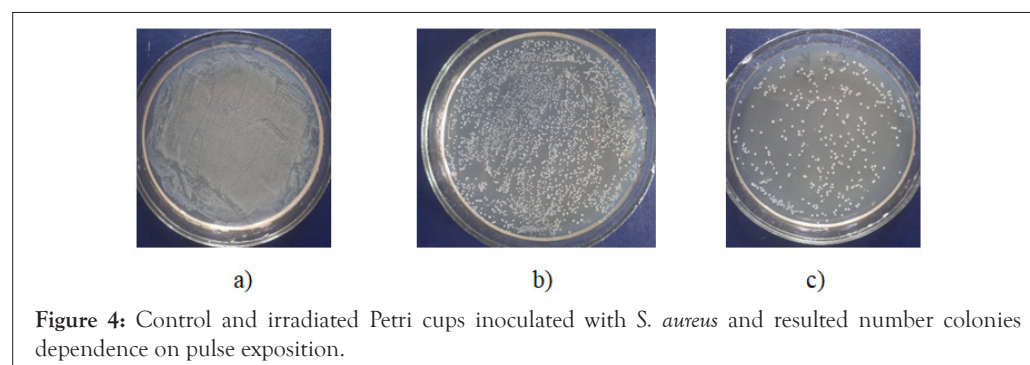 a)
b)
c)
Figure 4: Control and irradiated Petri cups inoculated with S. aureus and resulted number colonies
dependence on pulse exposition.